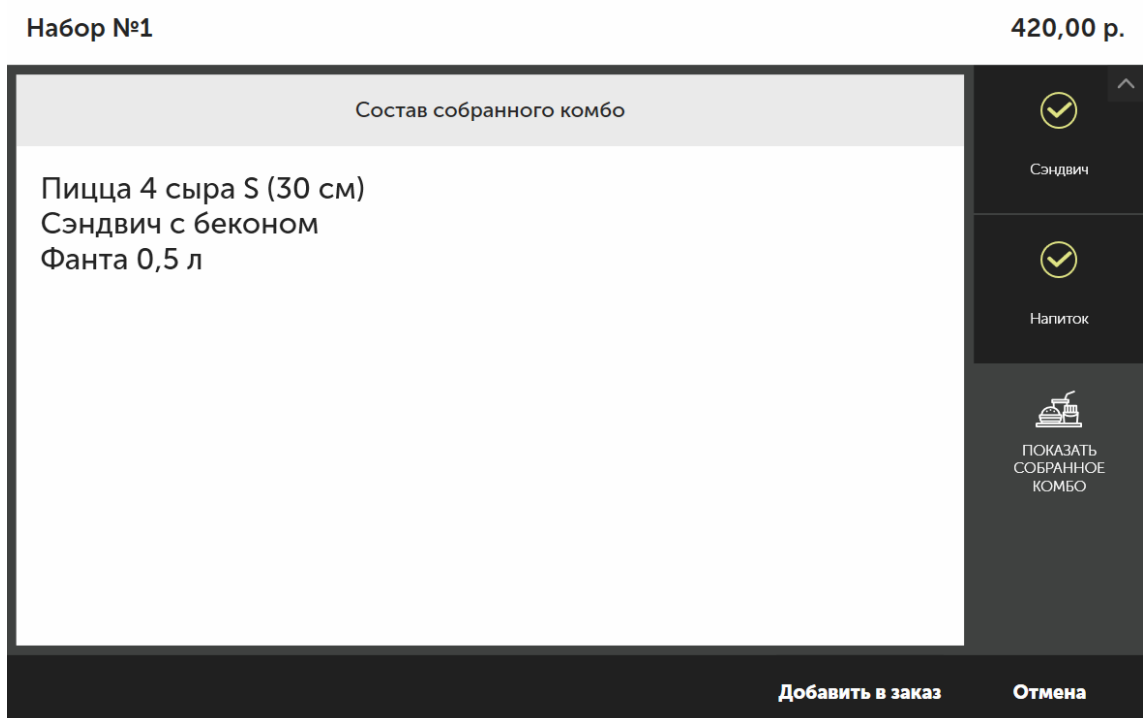 Набор №1
420,00 р.
Состав собранного комбо
Пицца 4 сыра S (30 см)
Сэндвич с беконом
Фанта 0,5 л
Сэндвич
Напиток
ПОКАЗАТЬ
СОБРАННОЕ
КОМБО
Добавить в заказ
Отмена